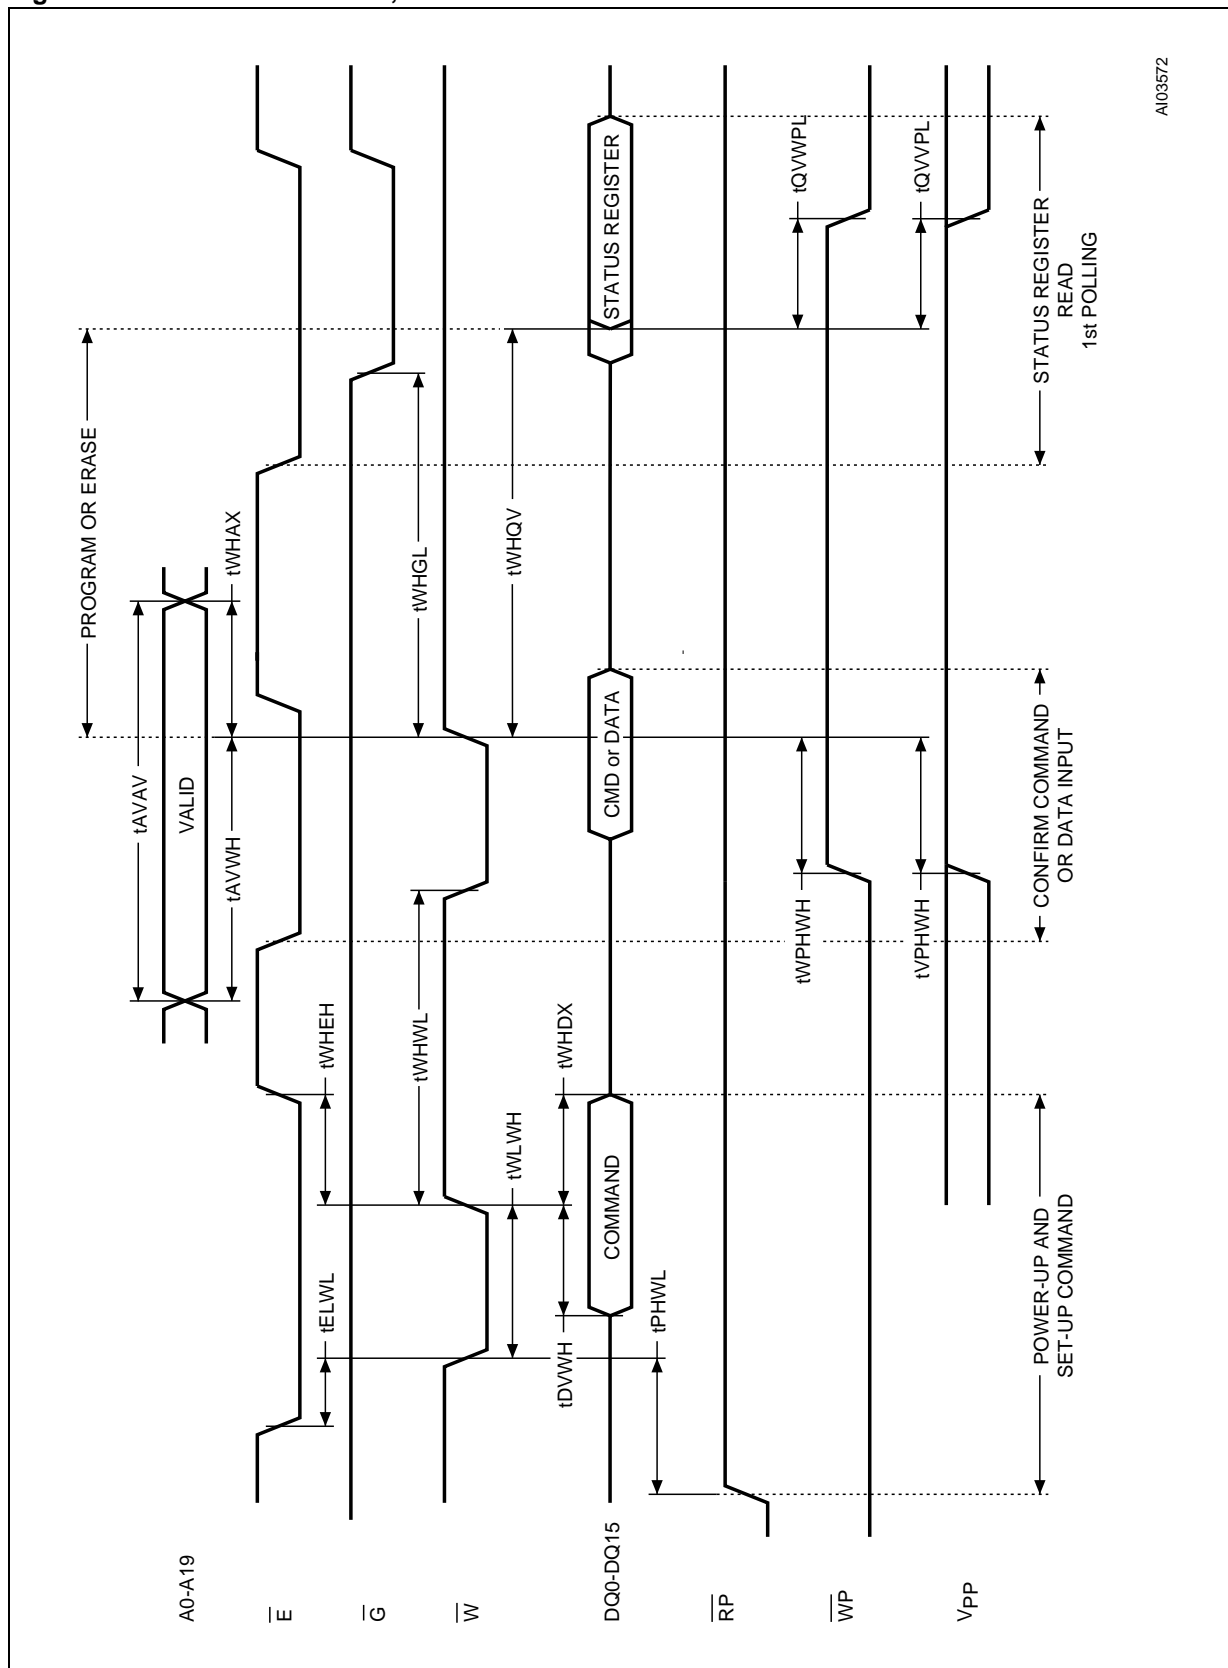 A0-A19
E
G
W
DQ0-DQ15
RP
WP
VPP
tAVAV
VALID
tAVWH
tWHAX
PROGRAM OR ERASE
tELWL
tWHEH
tWHWL
tWHGL
tWLWH
tWHQV
tDVWH
tWHDX
COMMAND
CMD or DATA
STATUS REGISTER
tPHWL
tWPHWH
tQVWPL
tVPHWH
tQVVPL
POWER-UP AND
SET-UP COMMAND
CONFIRM COMMAND
OR DATA INPUT
STATUS REGISTER
READ
1st POLLING
AI03572